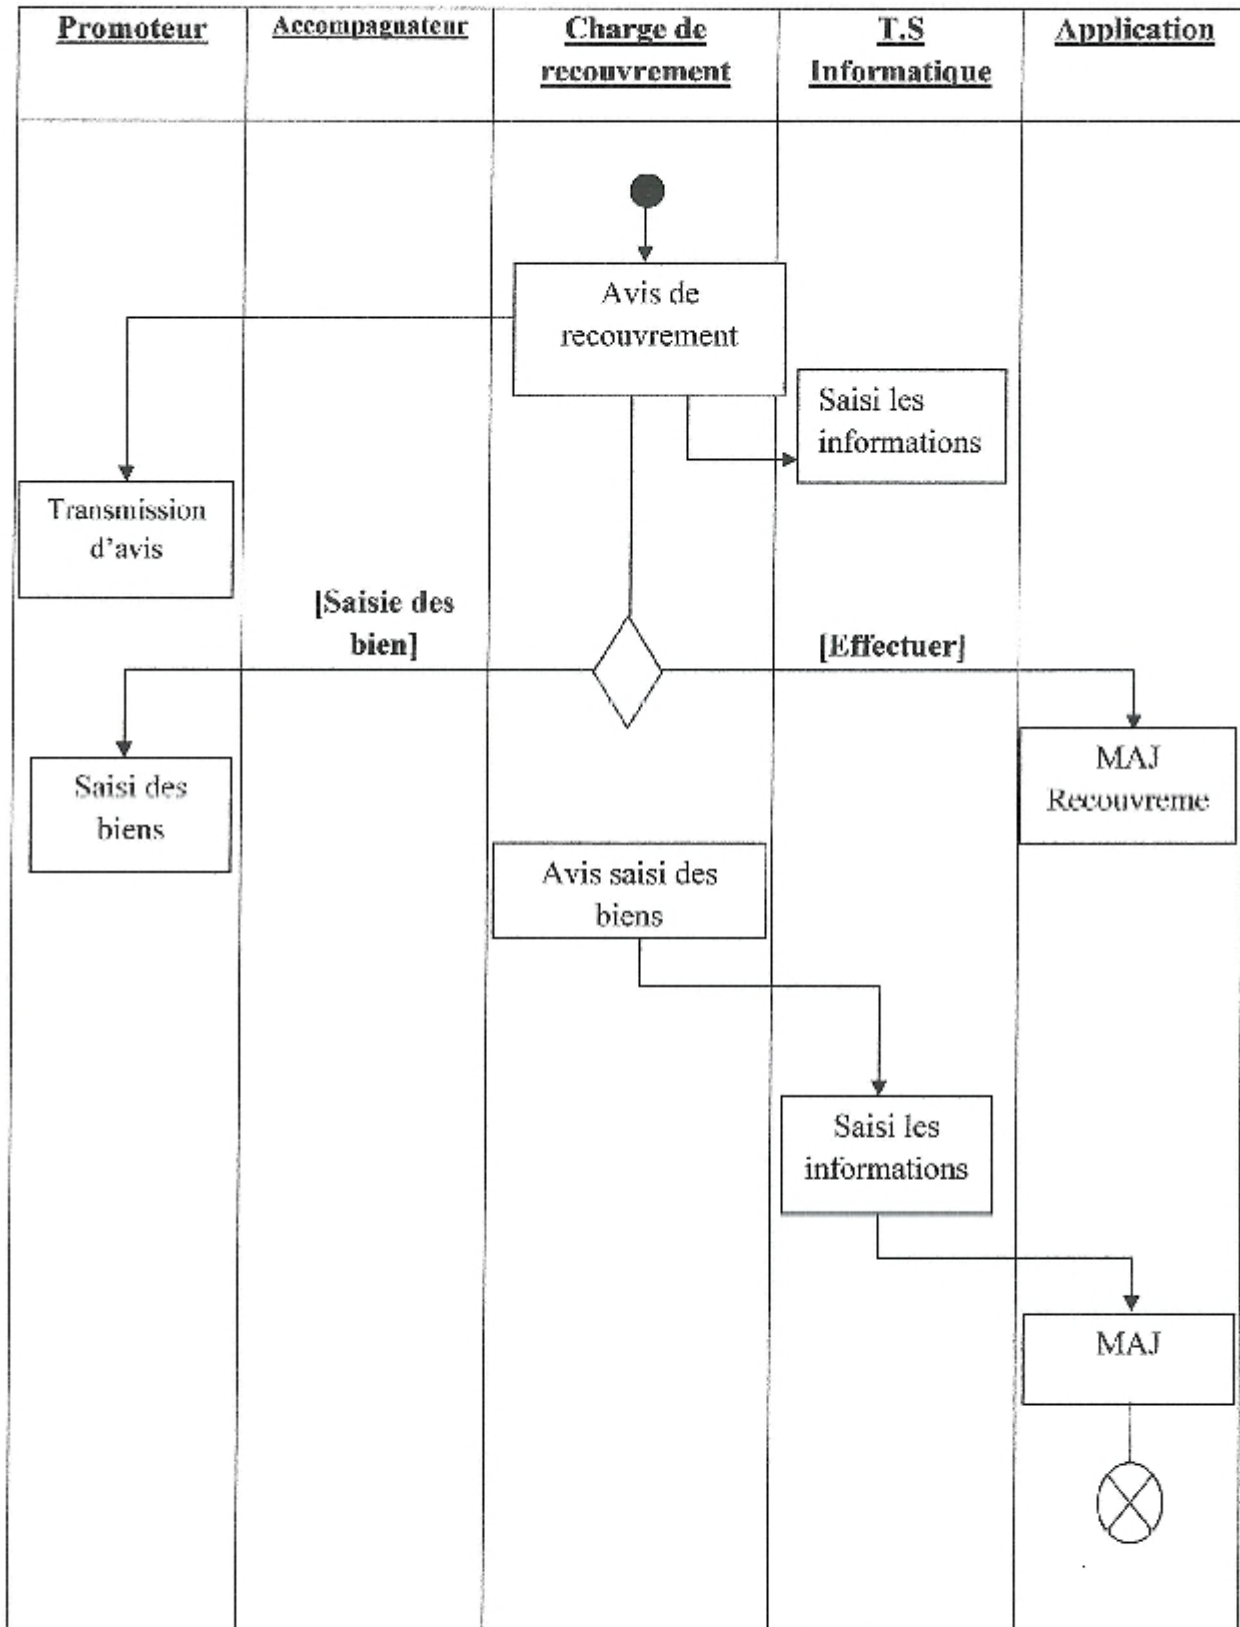 Promoteur
Accompagnateur
Charge de
recouvrement
T.S
Informatique
Application
Avis de
recouvrement
Saisi les
informations
Transmission
d'avis
[Saisie des
bien]
[Effectuer]
Saisi des
biens
MAJ
Recouvreme
Avis saisi des
biens
Saisi les
informations
MAJ